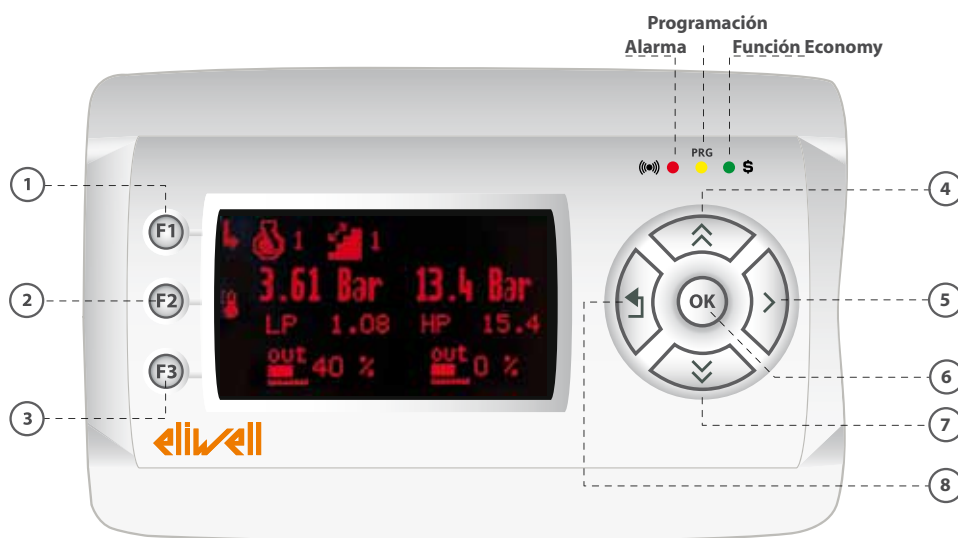 Programación
Alarma Función Economy
PRG
$
1
4
F1
1 1
3.61 Bar 13.4 Bar
2
F2
OK
5
LP 1.08 HP 15.4
out 40 % out 0 %
F3
6
3
7
eliwell
8